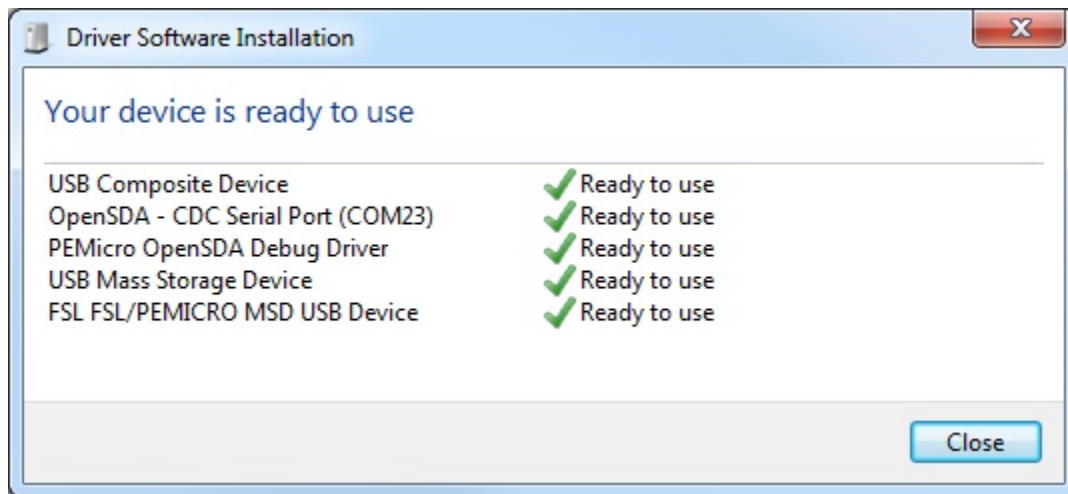 Driver Software Installation
Your device is ready to use
USB Composite Device Ready to use
OpenSDA - CDC Serial Port (COM23) Ready to use
PEMicro OpenSDA Debug Driver Ready to use
USB Mass Storage Device Ready to use
FSL FSL/PEMICRO MSD USB Device Ready to use
Close